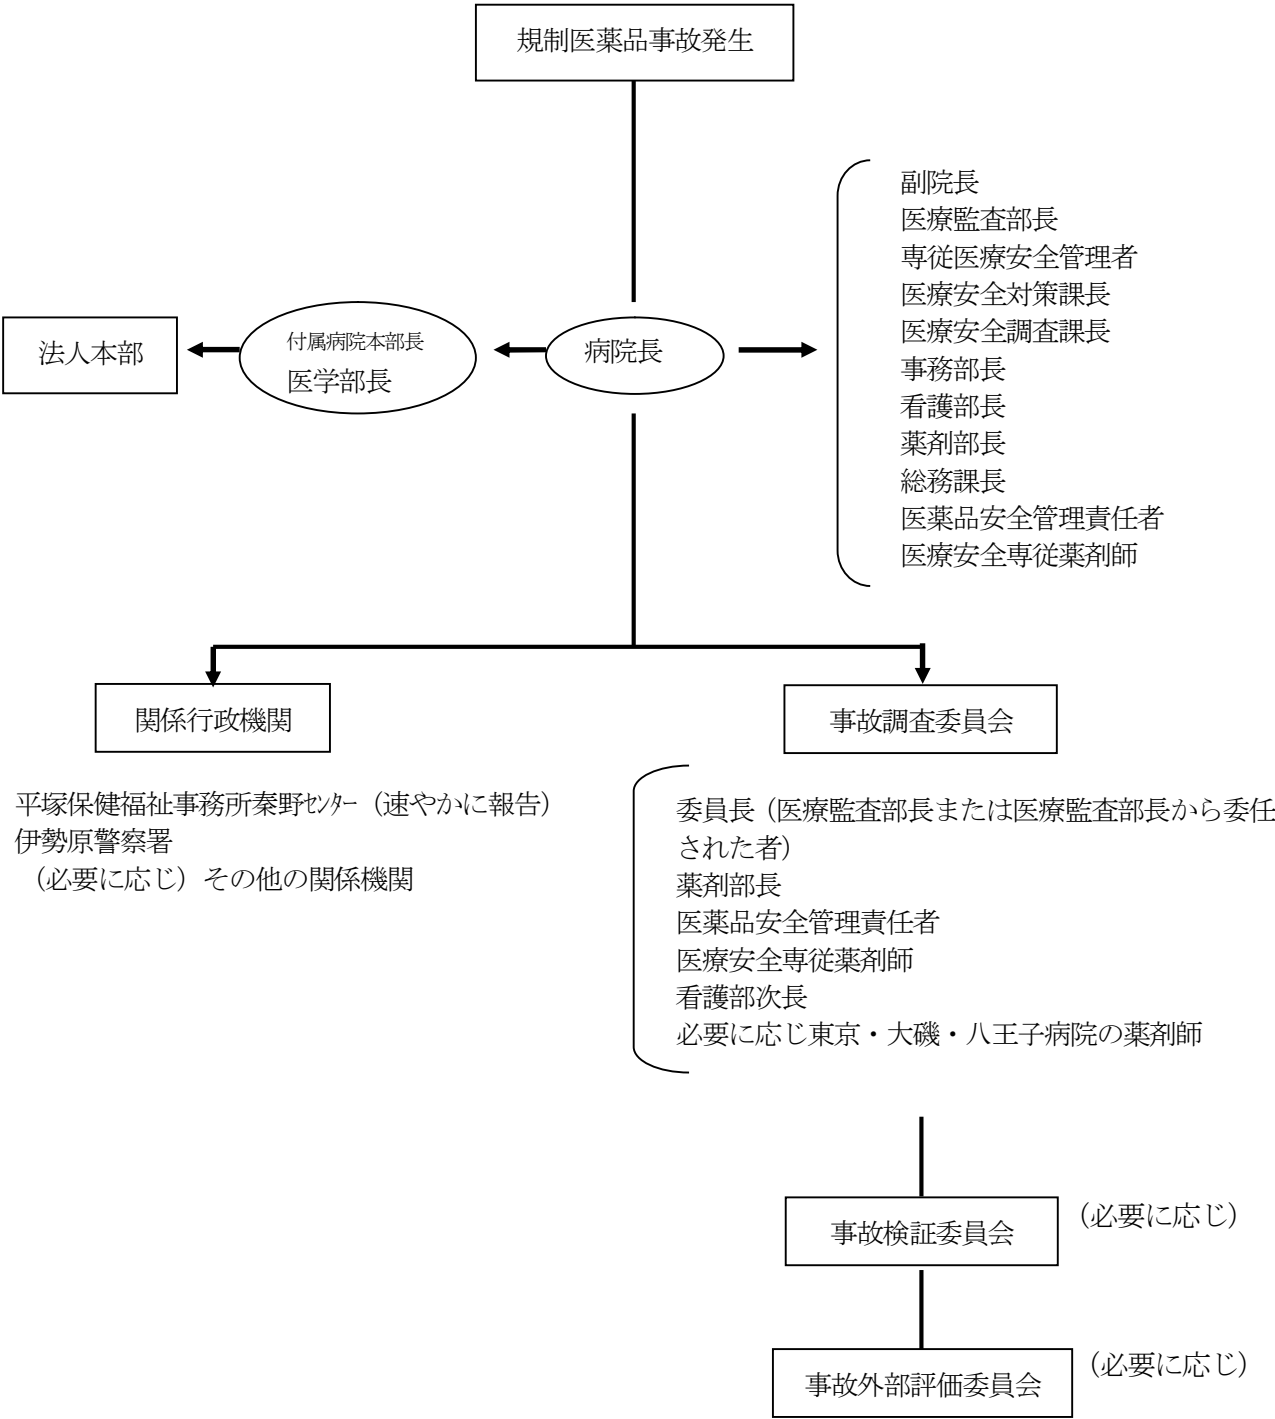 規制医薬品事故発生
副院長
医療監査部長
専従医療安全管理者
医療安全対策課長
医療安全調査課長
事務部長
看護部長
薬剤部長
総務課長
医薬品安全管理責任者
医療安全専従薬剤師
法人本部
付属病院本部長
医学部長
病院長
関係行政機関
平塚保健福祉事務所秦野ｾﾝﾀｰ（速やかに報告）
伊勢原警察署
（必要に応じ）その他の関係機関
事故調査委員会
委員長（医療監査部長または医療監査部長から委任
された者）
薬剤部長
医薬品安全管理責任者
医療安全専従薬剤師
看護部次長
必要に応じ東京・大磯・八王子病院の薬剤師
事故検証委員会
（必要に応じ）
事故外部評価委員会
（必要に応じ）